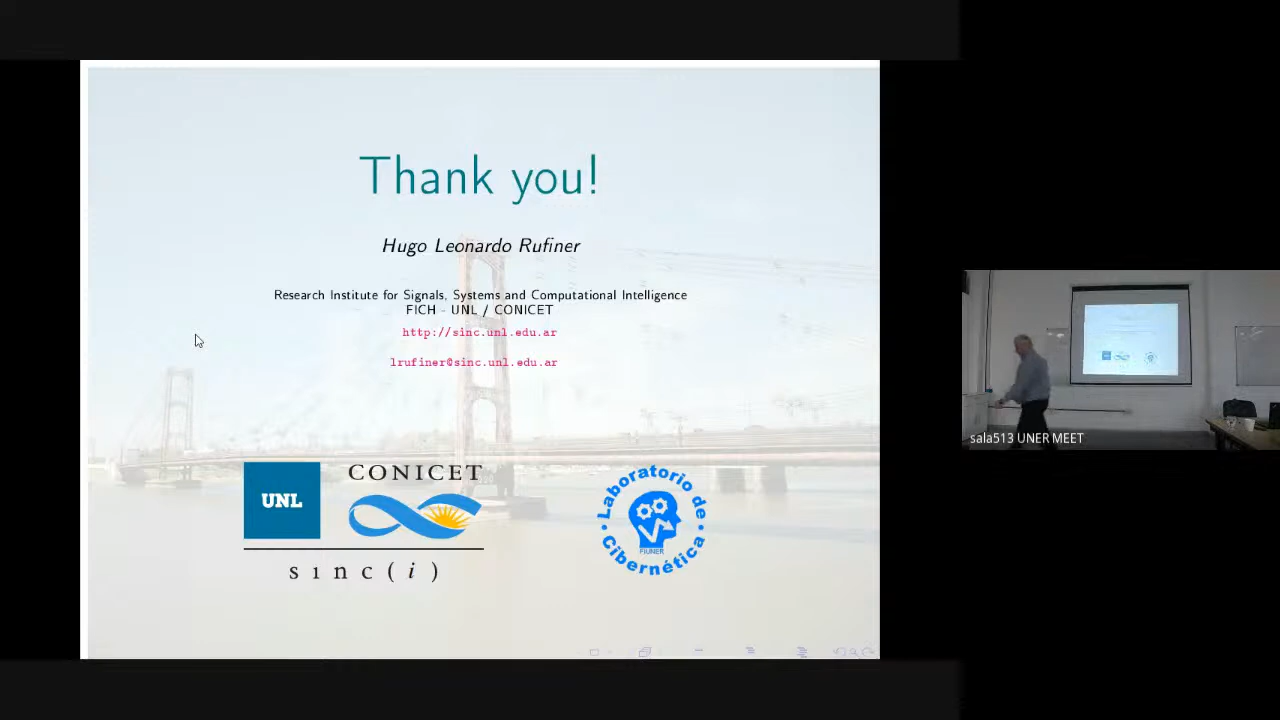 Thank you!
Hugo Leonardo Rufiner
Research Institute for Signals, Systems and Computational Intelligence
FICH - UNL / CONICET
http://sinc.unl.edu.ar
lrufiner@sinc.unl.edu.ar
UNL
CONICET
sınc(i)
Laboratorio de
Cibernética
FIUNER
sala513 UNER MEET